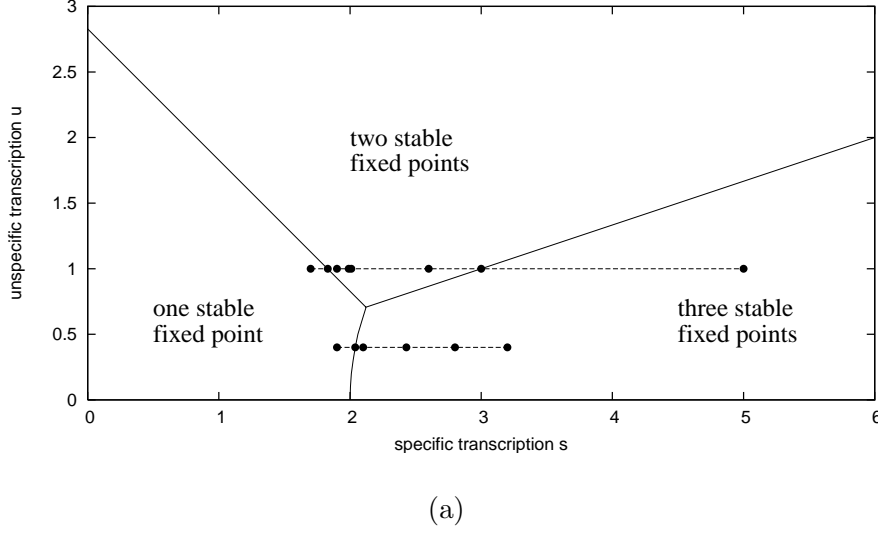 3
2.5
2
1.5
1
0.5
0
unspecific transcription u
two stable
fixed points
one stable
fixed point
three stable
fixed points
0 1 2 3 4 5 6
specific transcription s
(a)